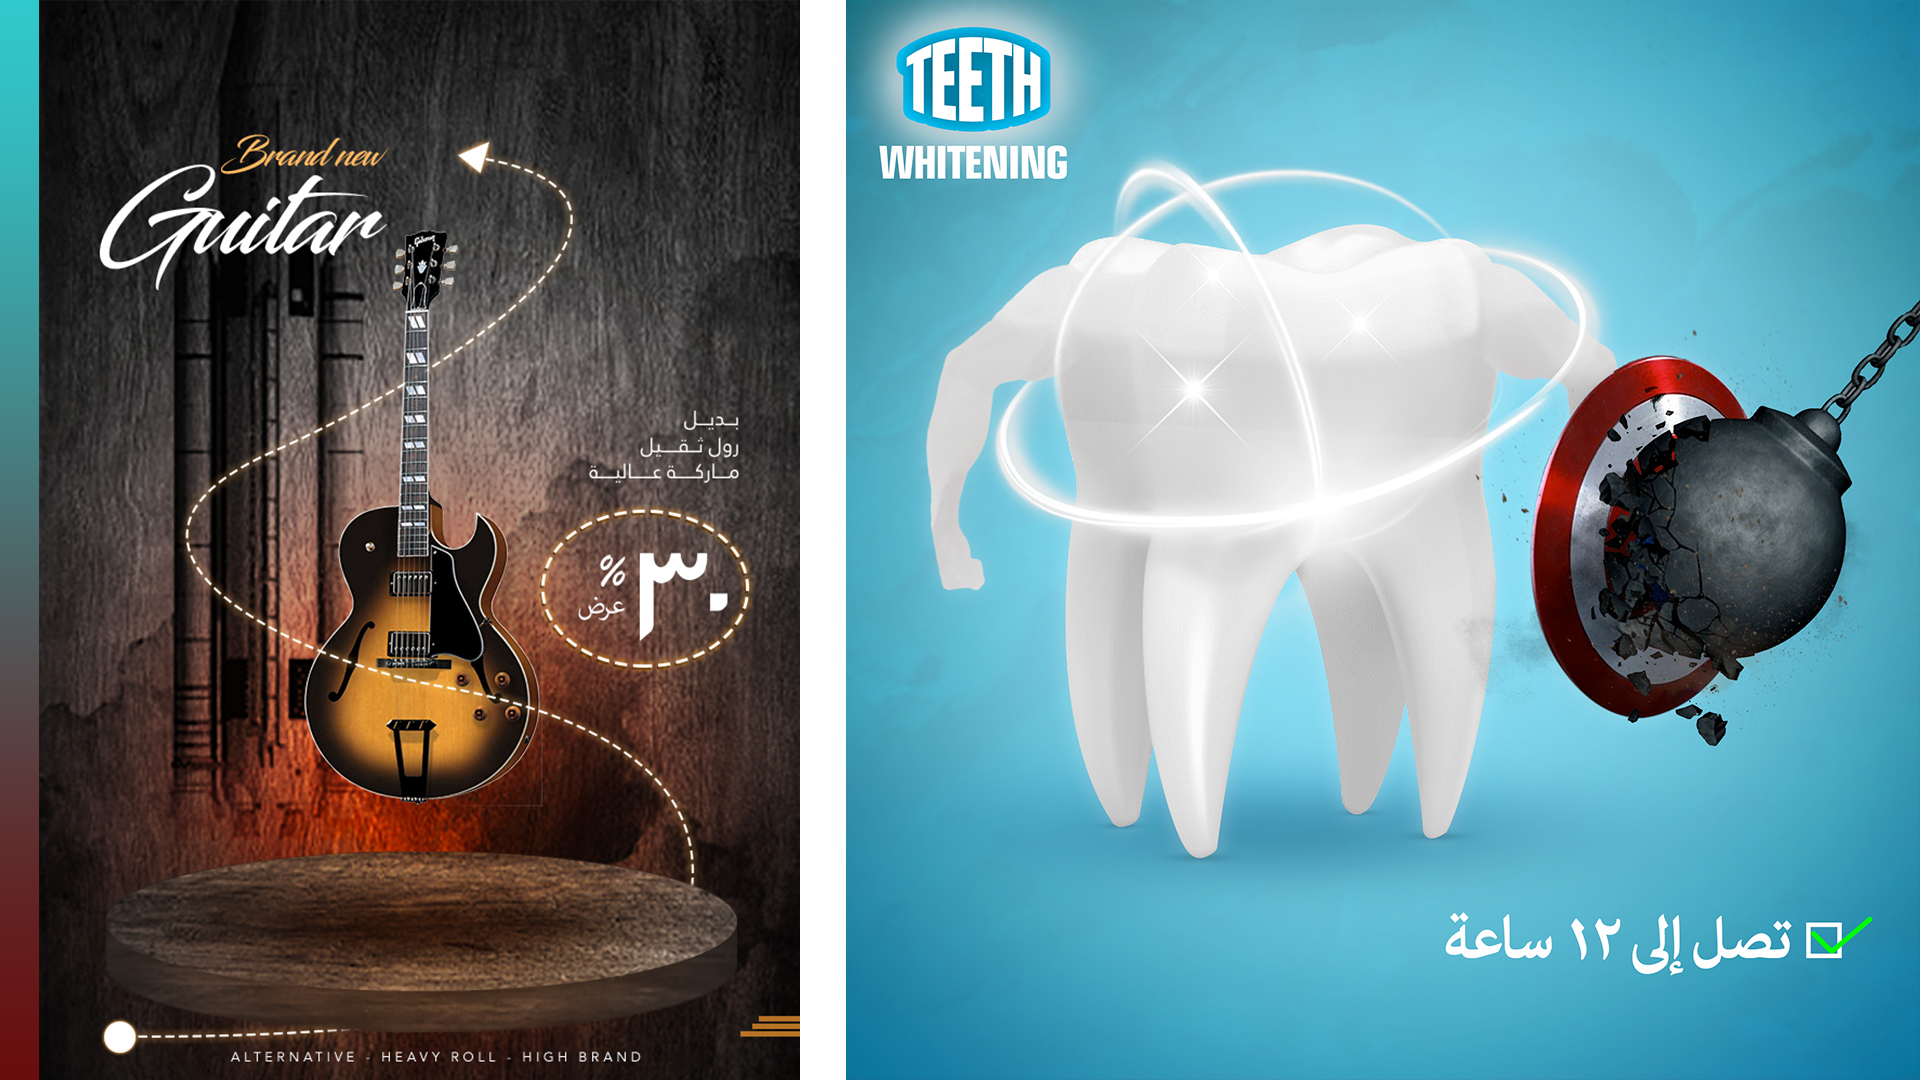 Brand new
Guitar
Gibson
بديل
رول ثقيل
ماركة عالية
٣٠
%
عرض
ALTERNATIVE - HEAVY ROLL - HIGH BRAND
TEETH
WHITENING
تصل إلى ١٢ ساعة